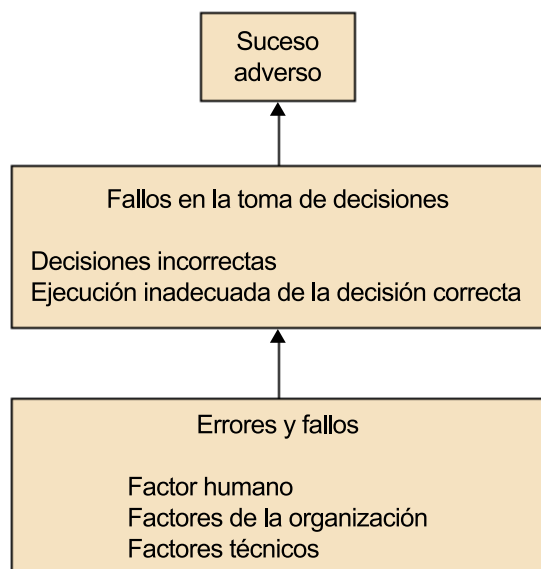 Suceso
adverso
Fallos en la toma de decisiones
Decisiones incorrectas
Ejecución inadecuada de la decisión correcta
Errores y fallos
Factor humano
Factores de la organización
Factores técnicos